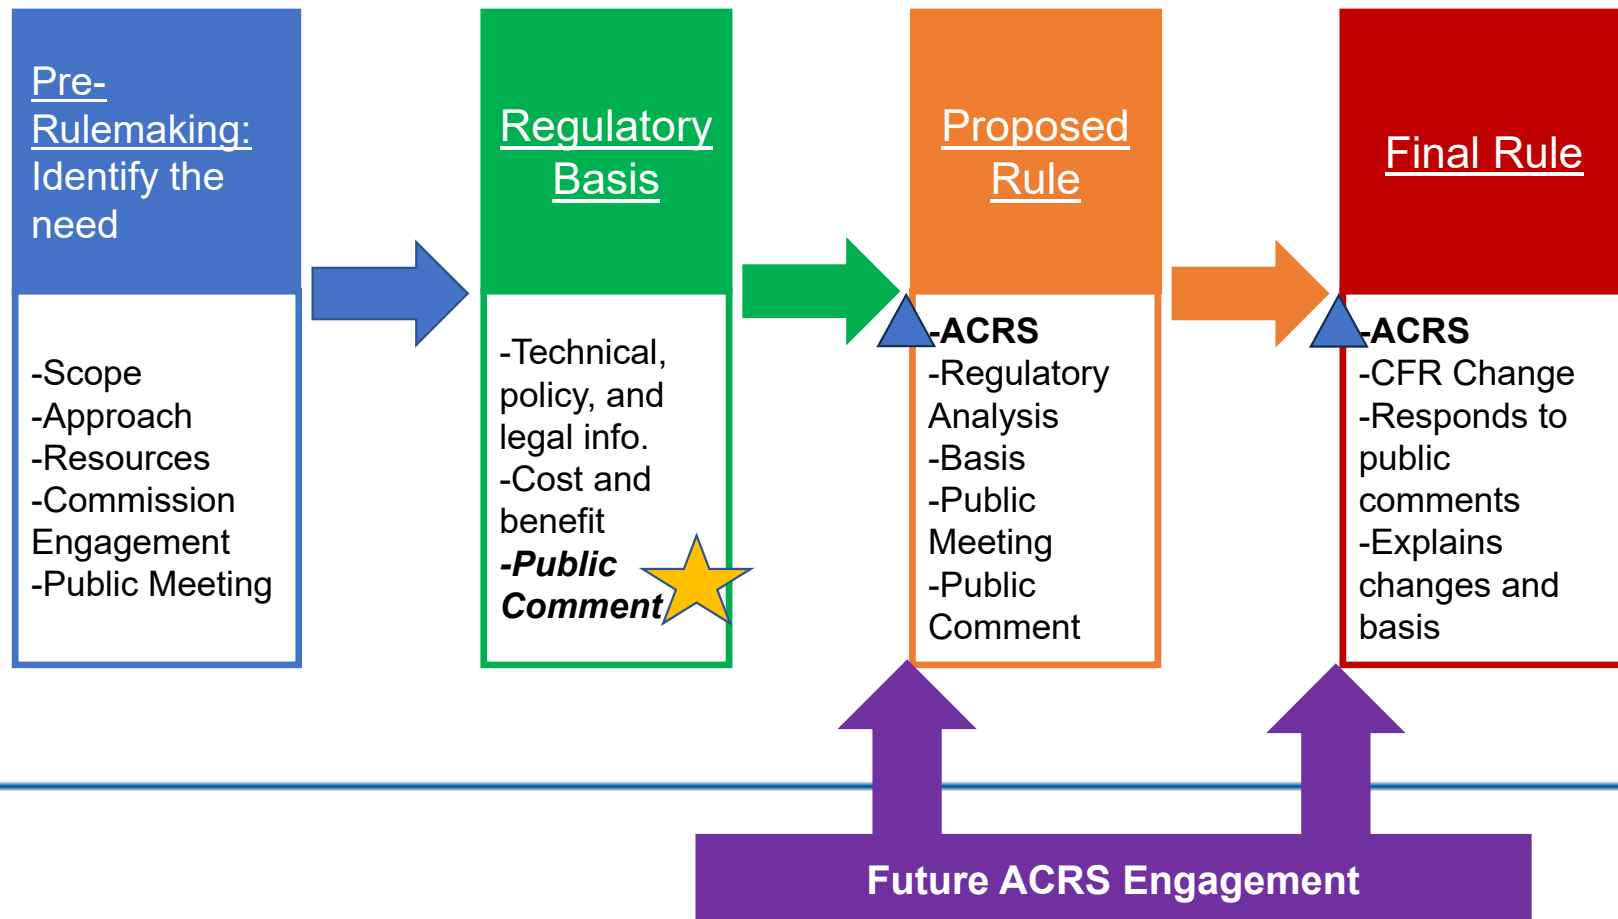 Pre-
Rulemaking:
Identify the
need
-Scope
-Approach
-Resources
-Commission
Engagement
-Public Meeting
Regulatory
Basis
-Technical,
policy, and
legal info.
-Cost and
benefit
-Public
Comment
Proposed
Rule
-ACRS
-Regulatory
Analysis
-Basis
-Public
Meeting
-Public
Comment
Final Rule
-ACRS
-CFR Change
-Responds to
public
comments
-Explains
changes and
basis
Future ACRS Engagement